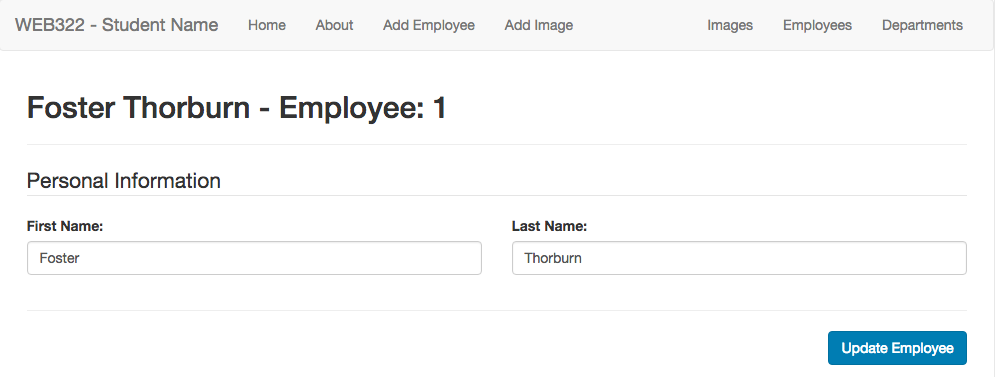 WEB322 - Student Name Home About Add Employee Add Image Images Employees Departments
Foster Thorburn - Employee: 1
Personal Information
First Name: Last Name:
Foster Thorburn
Update Employee